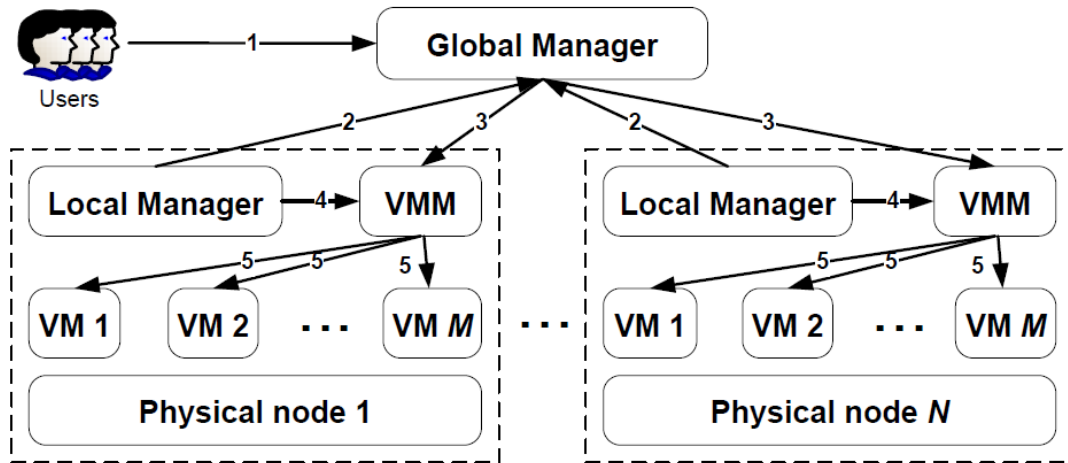 1
Global Manager
Users
2 3 2 3
Local Manager 4 VMM Local Manager 4 VMM
5 5 5 5 5 5
VM 1 VM 2 ... VM M ... VM 1 VM 2 ... VM M
Physical node 1 Physical node N